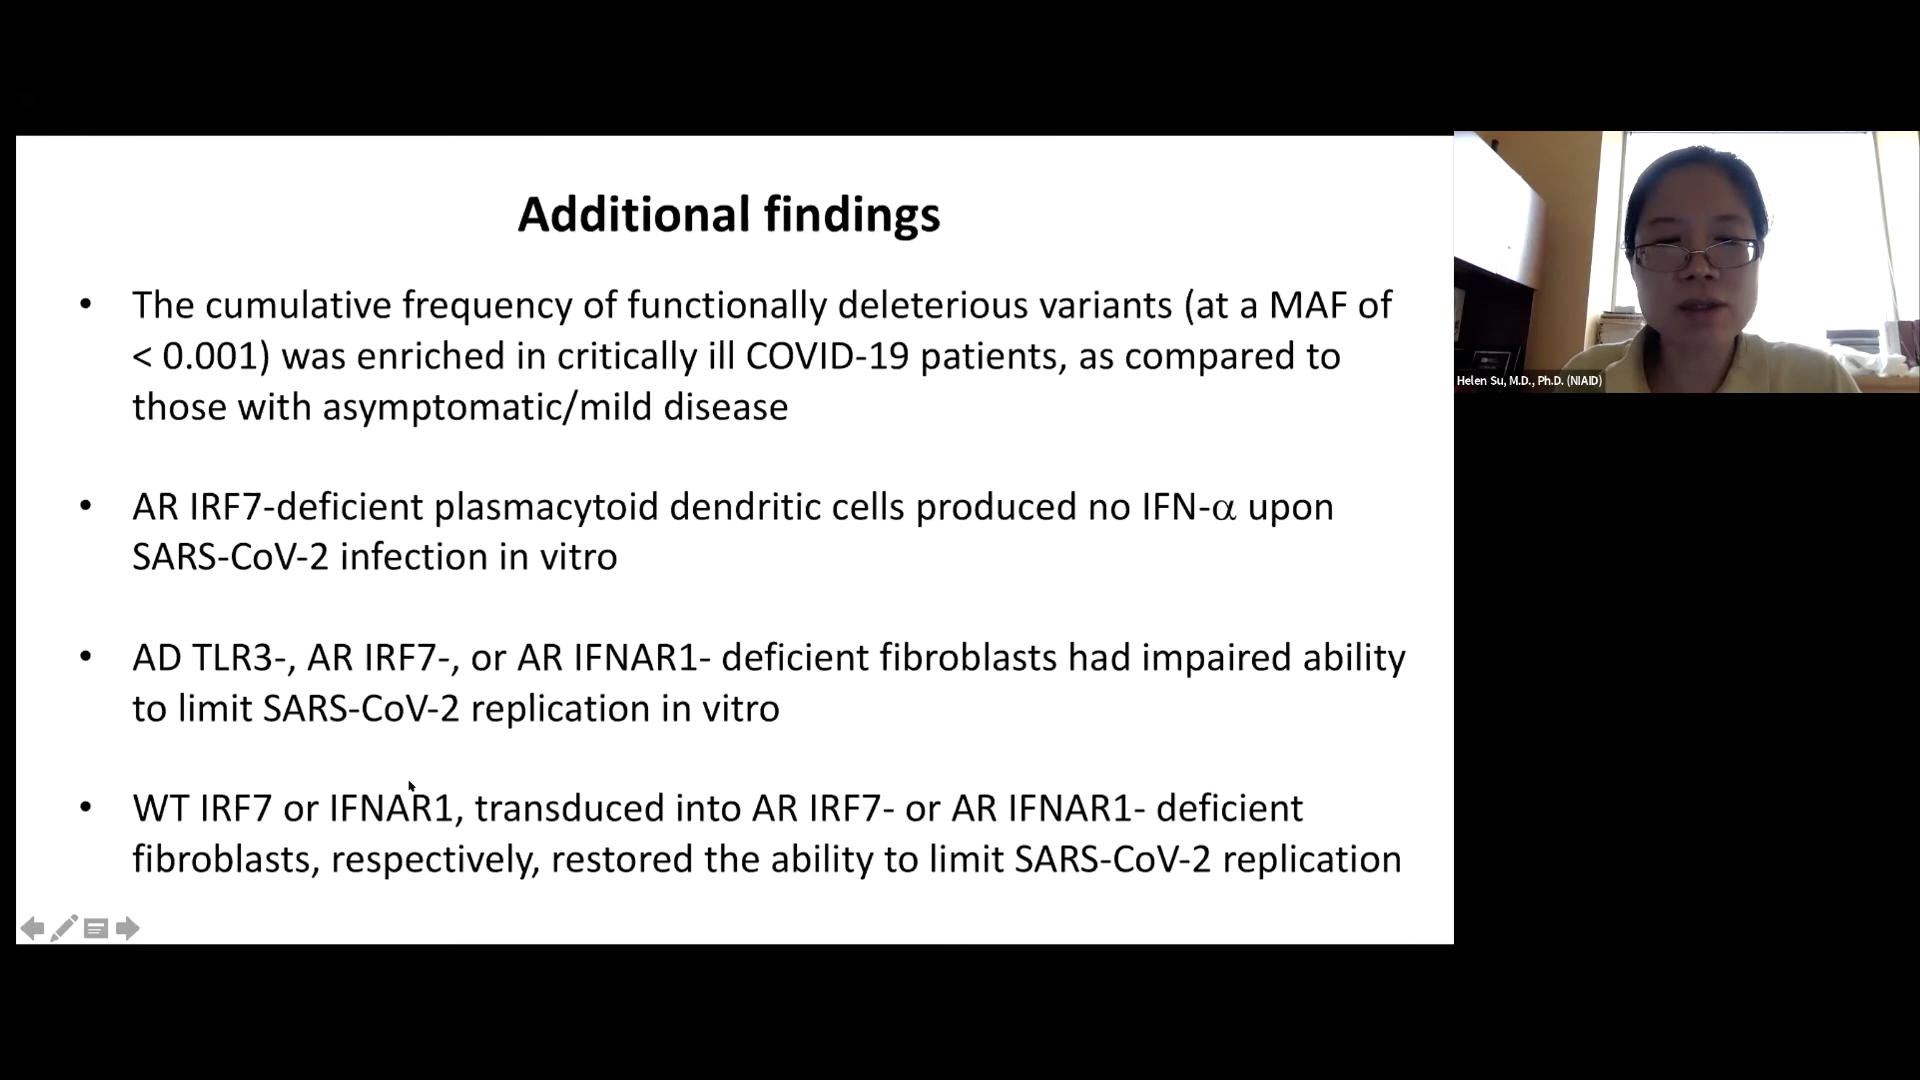 Additional findings
• The cumulative frequency of functionally deleterious variants (at a MAF of
< 0.001) was enriched in critically ill COVID-19 patients, as compared to
those with asymptomatic/mild disease
• AR IRF7-deficient plasmacytoid dendritic cells produced no IFN-α upon
SARS-CoV-2 infection in vitro
• AD TLR3-, AR IRF7-, or AR IFNAR1- deficient fibroblasts had impaired ability
to limit SARS-CoV-2 replication in vitro
• WT IRF7 or IFNAR1, transduced into AR IRF7- or AR IFNAR1- deficient
fibroblasts, respectively, restored the ability to limit SARS-CoV-2 replication
Helen Su, M.D., Ph.D. (NIAID)